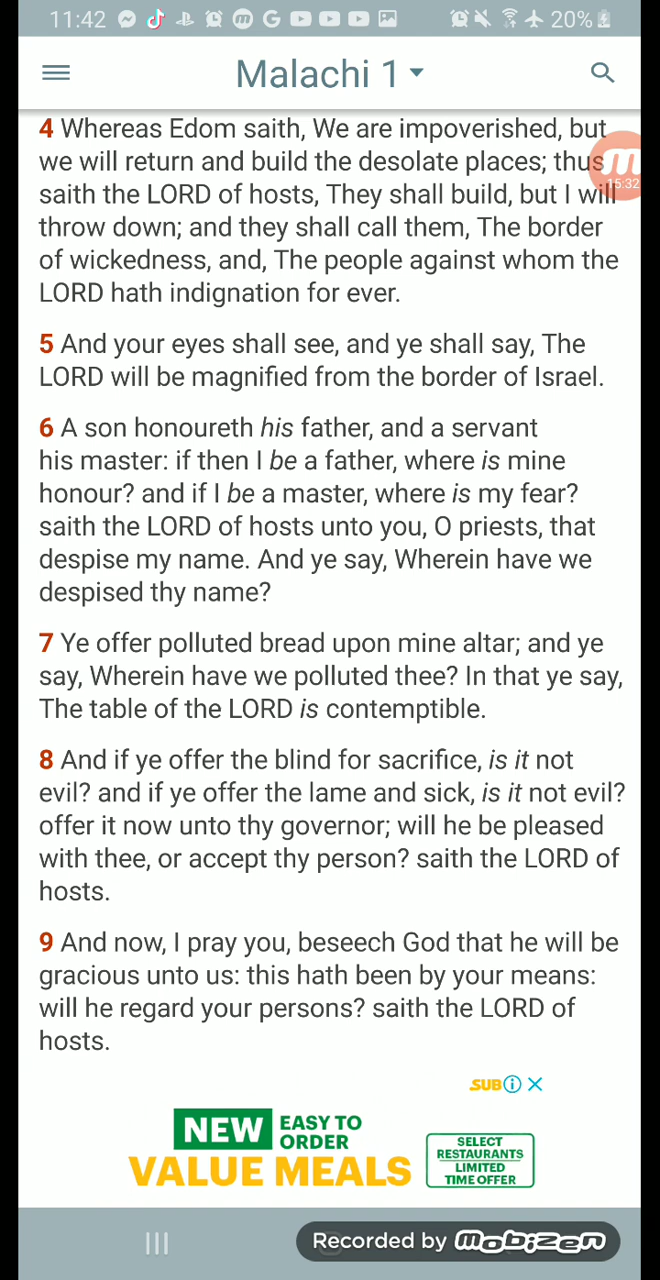 11:42
20%
Malachi 1
4 Whereas Edom saith, We are impoverished, but
we will return and build the desolate places; thus
saith the LORD of hosts, They shall build, but I will
throw down; and they shall call them, The border
of wickedness, and, The people against whom the
LORD hath indignation for ever.
15:32
5 And your eyes shall see, and ye shall say, The
LORD will be magnified from the border of Israel.
6 A son honoureth his father, and a servant
his master: if then I be a father, where is mine
honour? and if I be a master, where is my fear?
saith the LORD of hosts unto you, O priests, that
despise my name. And ye say, Wherein have we
despised thy name?
7 Ye offer polluted bread upon mine altar; and ye
say, Wherein have we polluted thee? In that ye say,
The table of the LORD is contemptible.
8 And if ye offer the blind for sacrifice, is it not
evil? and if ye offer the lame and sick, is it not evil?
offer it now unto thy governor; will he be pleased
with thee, or accept thy person? saith the LORD of
hosts.
9 And now, I pray you, beseech God that he will be
gracious unto us: this hath been by your means:
will he regard your persons? saith the LORD of
hosts.
SUB
NEW EASY TO
ORDER
VALUE MEALS
SELECT
RESTAURANTS
LIMITED
TIME OFFER
Recorded by mobizen